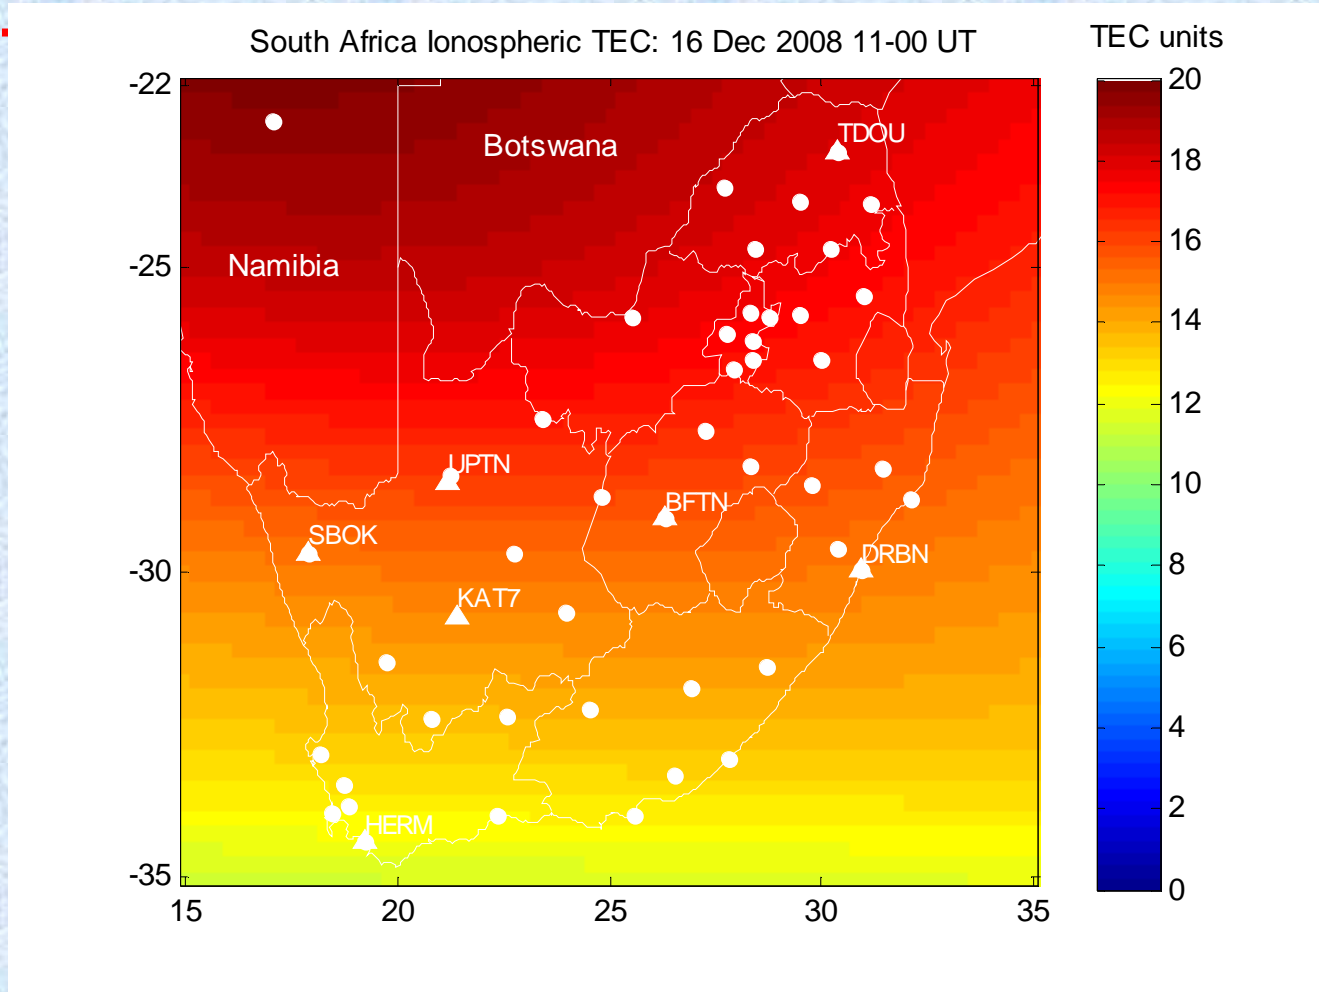 South Africa Ionospheric TEC: 16 Dec 2008 11-00 UT
TEC units
-22
-25
-30
-35
15
20
25
30
35
Botswana
Namibia
TDOU
UPTN
BFTN
SBOK
DRBN
KAT7
HERM
20
18
16
14
12
10
8
6
4
2
0